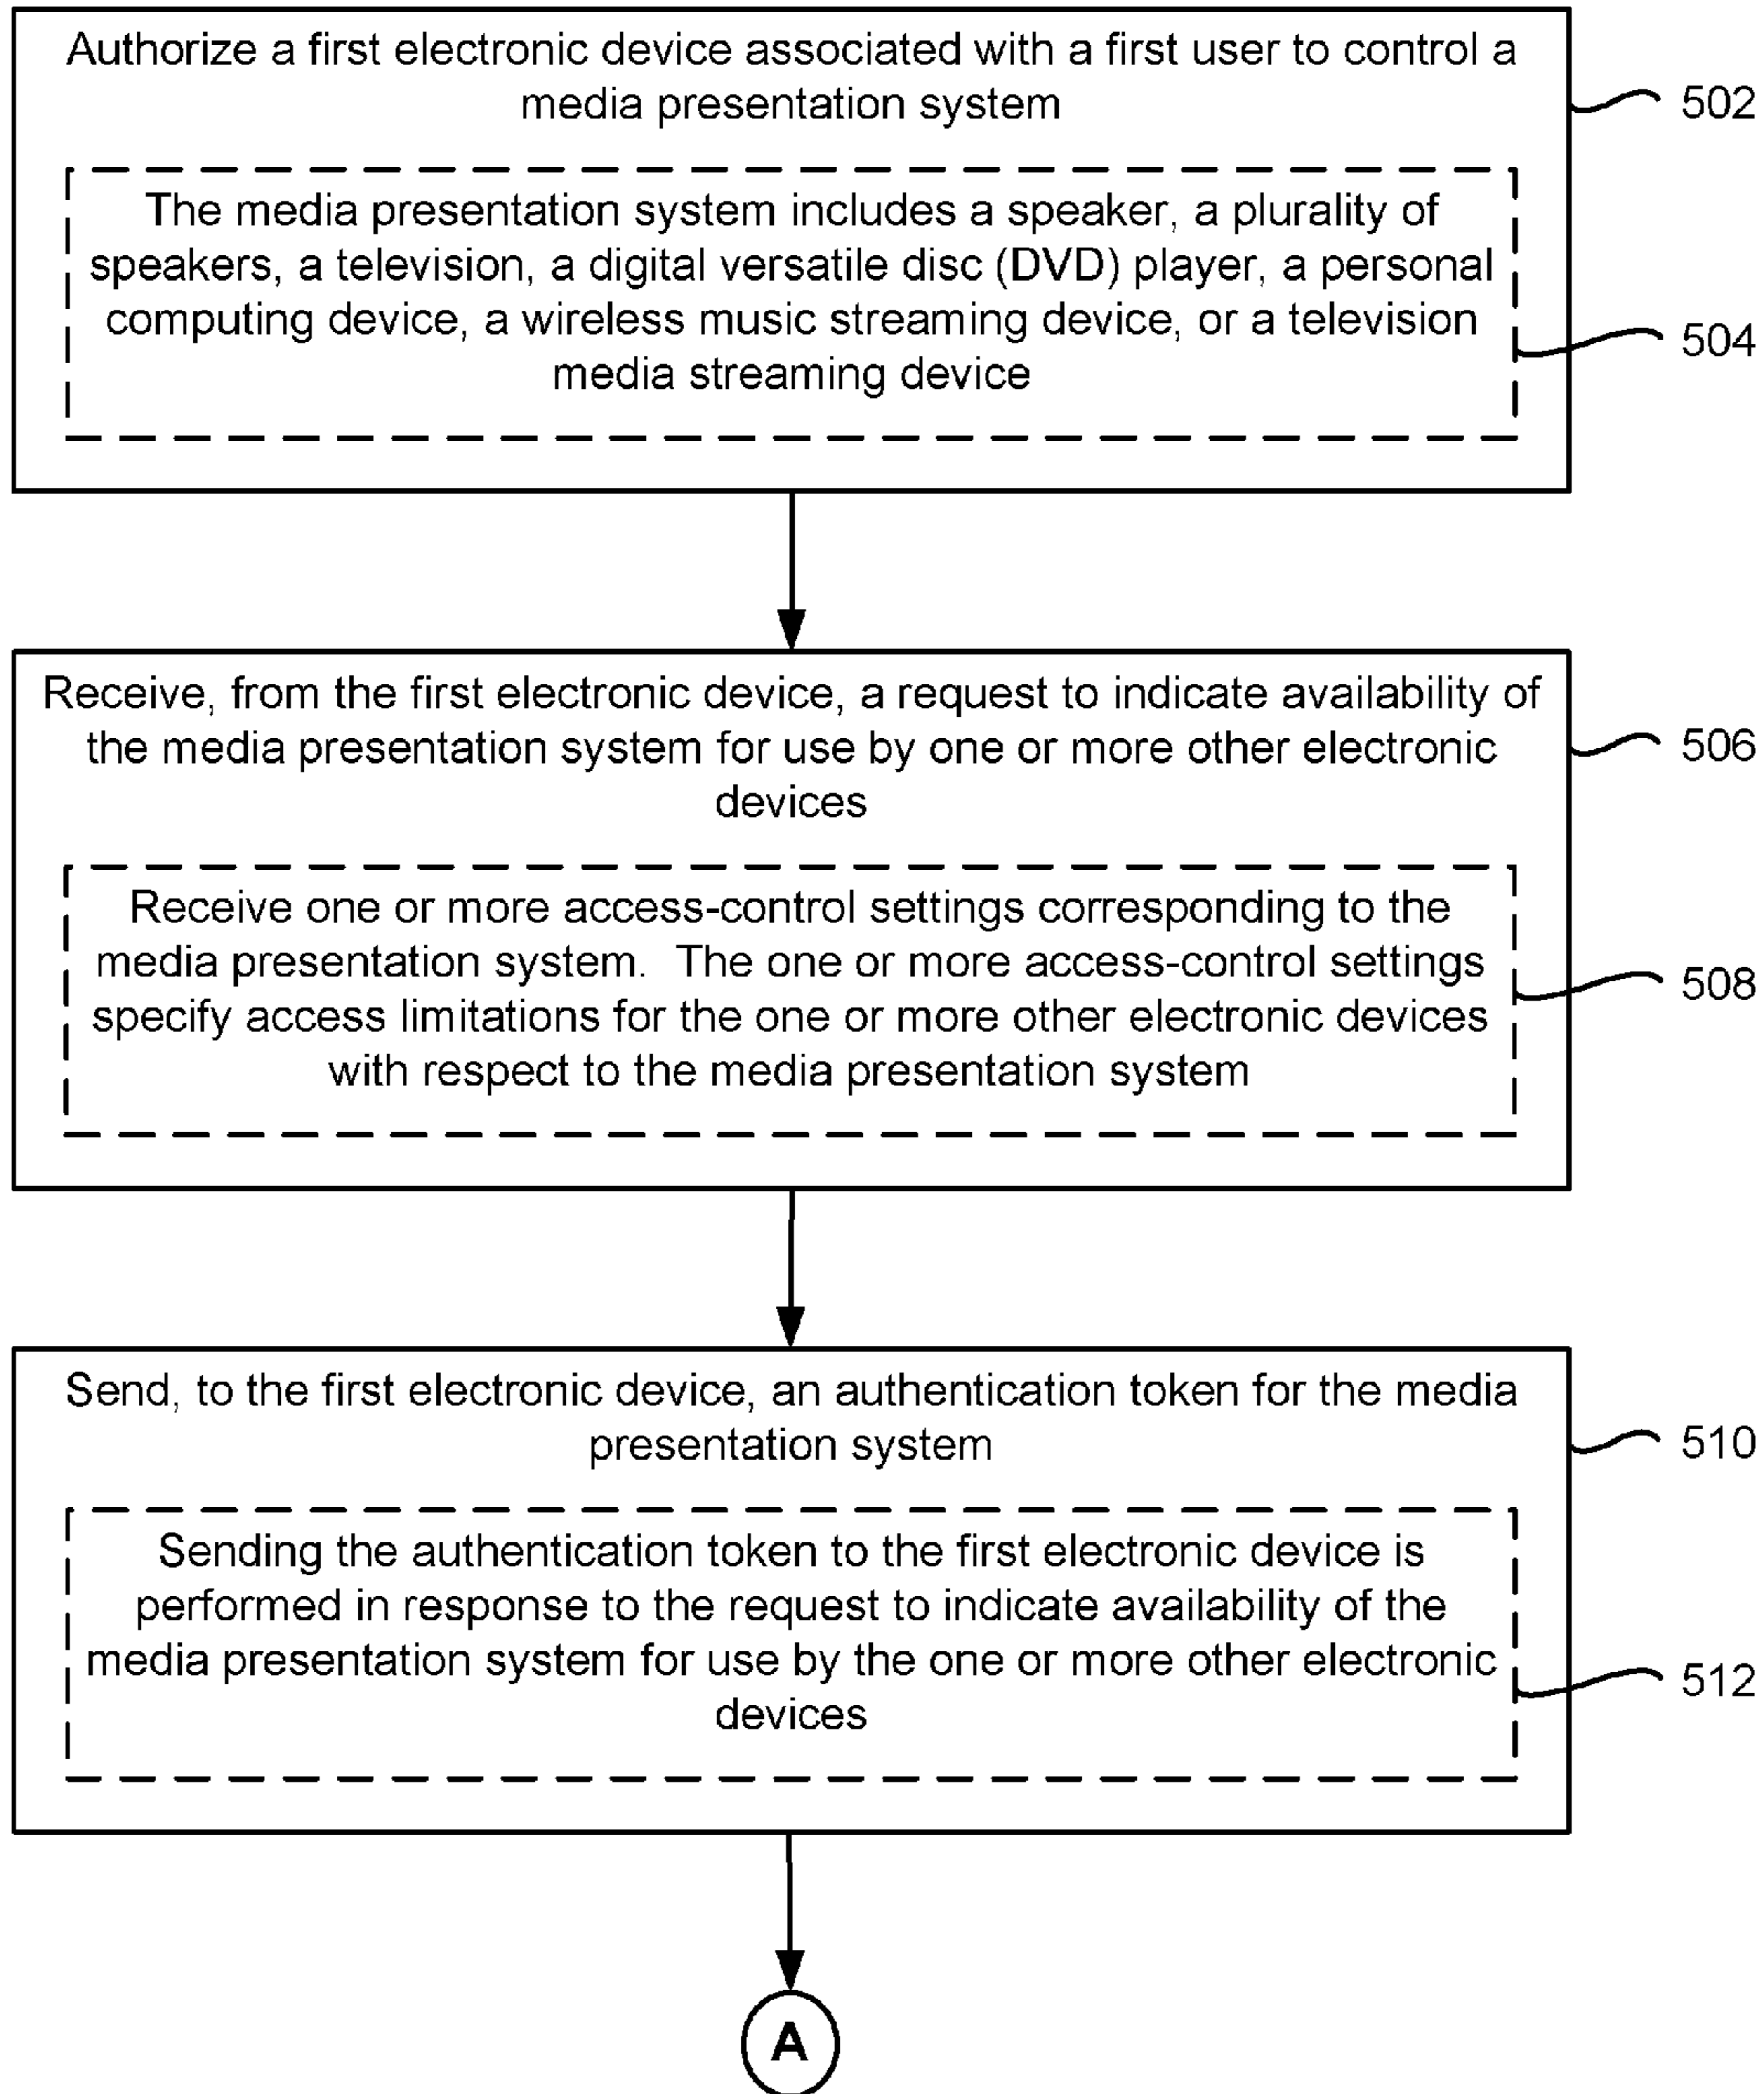 Authorize a first electronic device associated with a first user to control a
media presentation system
502
The media presentation system includes a speaker, a plurality of
speakers, a television, a digital versatile disc (DVD) player, a personal
computing device, a wireless music streaming device, or a television
media streaming device
504
Receive, from the first electronic device, a request to indicate availability of
the media presentation system for use by one or more other electronic
devices
506
Receive one or more access-control settings corresponding to the
media presentation system.  The one or more access-control settings
specify access limitations for the one or more other electronic devices
with respect to the media presentation system
508
Send, to the first electronic device, an authentication token for the media
presentation system
510
Sending the authentication token to the first electronic device is
performed in response to the request to indicate availability of the
media presentation system for use by the one or more other electronic
devices
512
A